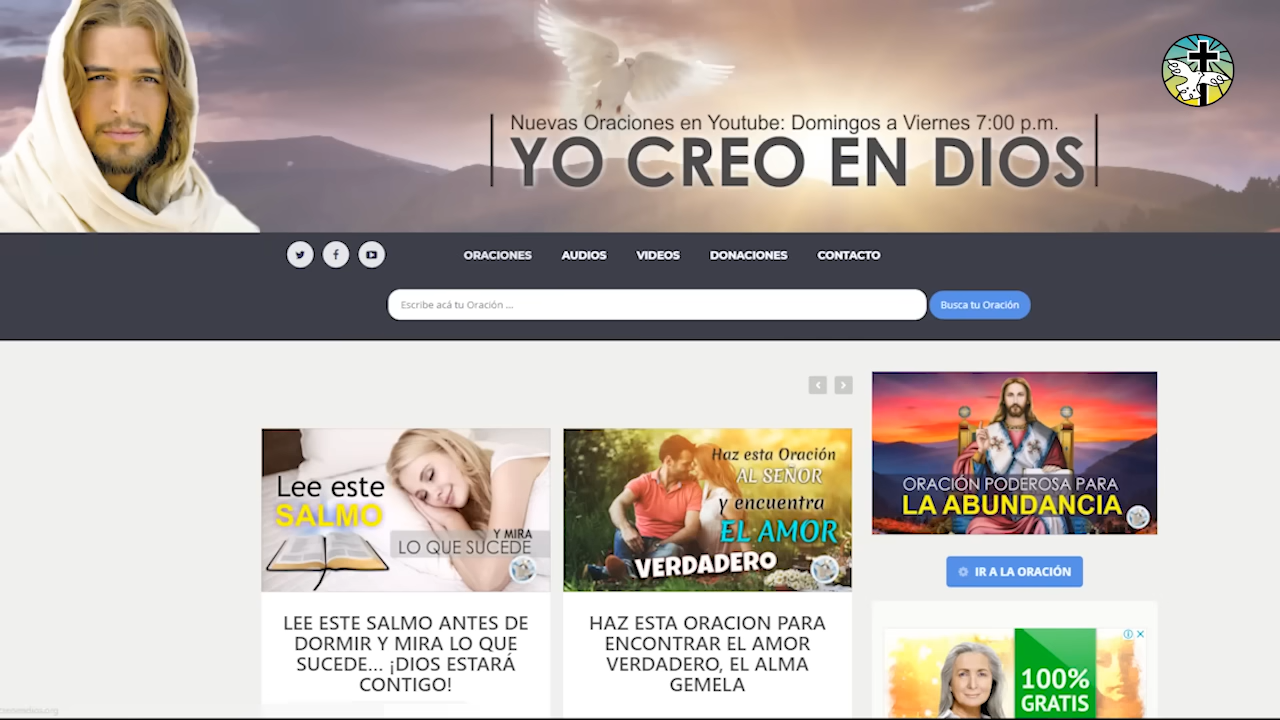 Nuevas Oraciones en Youtube: Domingos a Viernes 7:00 p.m.
YO CREO EN DIOS
ORACIONES AUDIOS VIDEOS DONACIONES CONTACTO
Escribe acá tu Oración ... Busca tu Oración
Lee este
SALMO
Y MIRA
LO QUE SUCEDE
Haz esta Oración
AL SEÑOR
y encuentra
EL AMOR
VERDADERO
ORACIÓN PODEROSA PARA
LA ABUNDANCIA
IR A LA ORACIÓN
LEE ESTE SALMO ANTES DE
DORMIR Y MIRA LO QUE
SUCEDE... ¡DIOS ESTARÁ
CONTIGO!
HAZ ESTA ORACION PARA
ENCONTRAR EL AMOR
VERDADERO, EL ALMA
GEMELA
100%
GRATIS